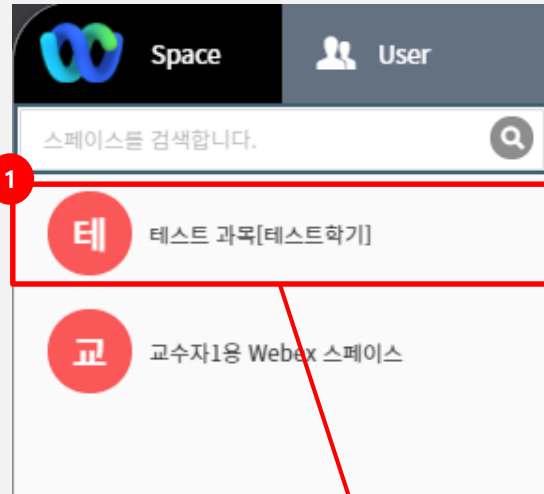 Space
User
스페이스를 검색합니다.
1
테
테스트 과목[테스트학기]
교
교수자1용 Webex 스페이스